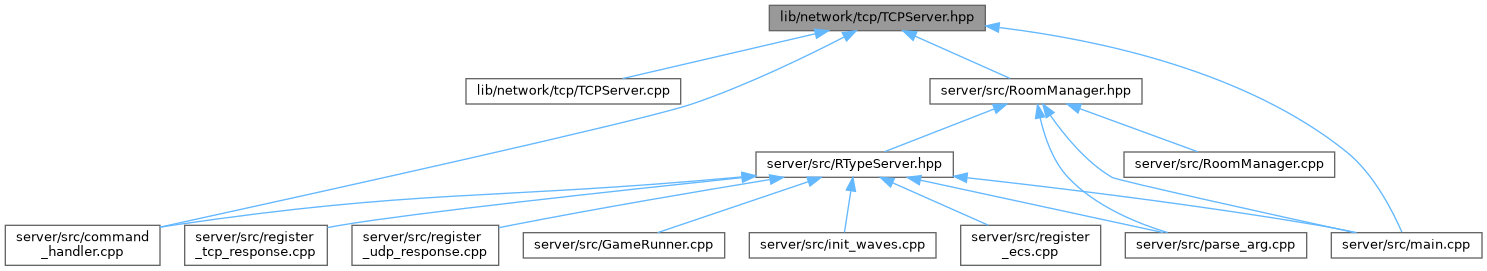 lib/network/tcp/TCPServer.hpp
lib/network/tcp/TCPServer.cpp
server/src/RoomManager.hpp
server/src/RTypeServer.hpp
server/src/RoomManager.cpp
server/src/command
_handler.cpp
server/src/register
_tcp_response.cpp
server/src/register
_udp_response.cpp
server/src/GameRunner.cpp
server/src/init_waves.cpp
server/src/register
_ecs.cpp
server/src/parse_arg.cpp
server/src/main.cpp